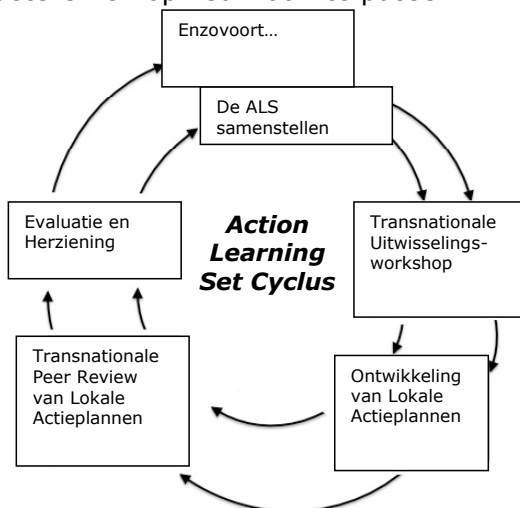 Enzovoort…
De ALS
samenstellen
Evaluatie en
Herziening
Action
Learning
Set Cyclus
Transnationale
Uitwisselings-
workshop
Transnationale
Peer Review
van Lokale
Actieplannen
Ontwikkeling
van Lokale
Actieplannen